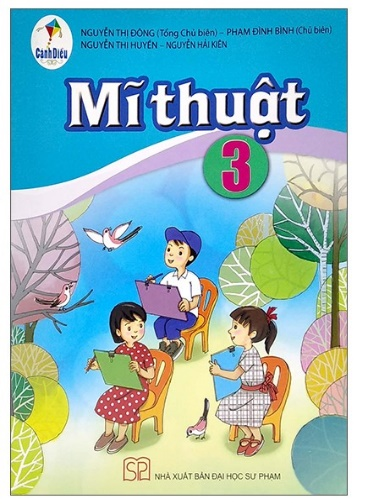 NGUYỄN THỊ ĐÔNG (Tổng Chủ biên) – PHẠM ĐÌNH BÌNH (Chủ biên)
NGUYỄN THỊ HUYỀN – NGUYỄN HẢI KIÊN
Cánh Diều
Mĩ thuật
3
SP
NHÀ XUẤT BẢN ĐẠI HỌC SƯ PHẠM